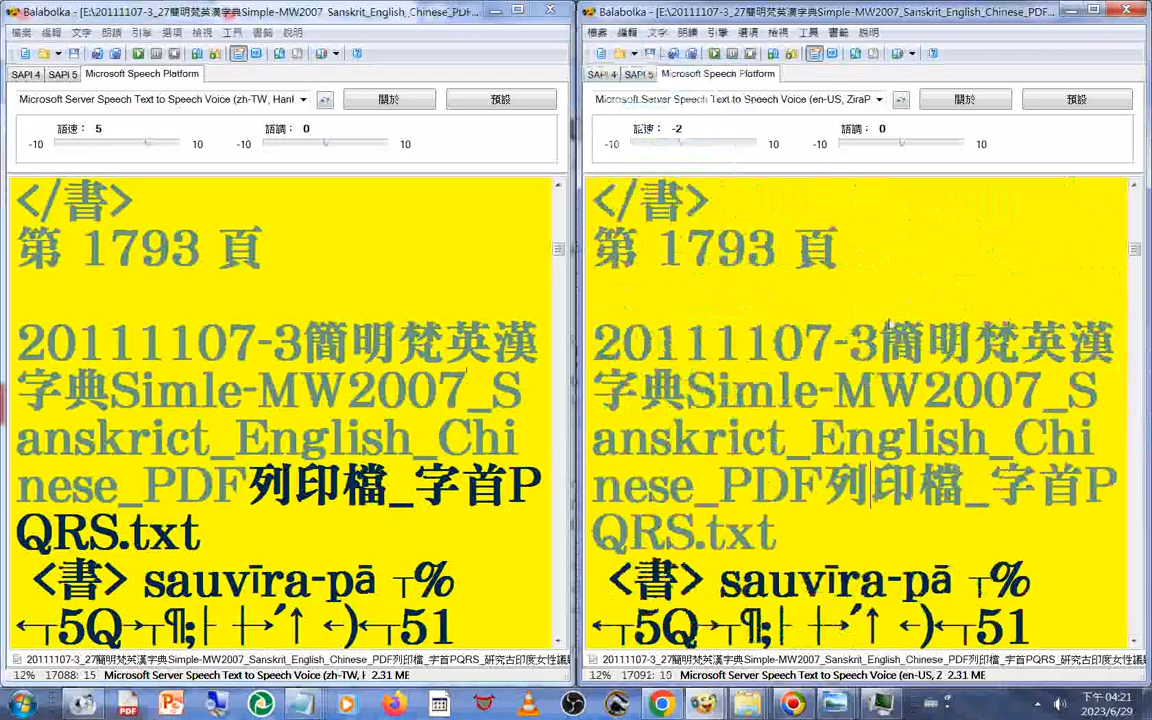 Balabolka - [E:\20111107-3_27簡明梵英漢字典Simple-MW2007_Sanskrit_English_Chinese_PDF...
檔案 編輯 文字 朗讀 引擎 選項 檢視 工具 書籤 說明
SAPI 4 SAPI 5 Microsoft Speech Platform
Microsoft Server Speech Text to Speech Voice (zh-TW, Hanl
關於 預設
語速: 5 語調: 0
-10 10 -10 10
</書>
第 1793 頁
20111107-3簡明梵英漢
字典Simle-MW2007_S
anskrict_English_Chi
nese_PDF列印檔_字首P
QRS.txt
<書> sauvīra-pā ┬%
←┬5Q→┬¶;├ ├→´↑ ←)←┬51
20111107-3_27簡明梵英漢字典Simple-MW2007_Sanskrit_English_Chinese_PDF列印檔_字首PQRS_研究古印度女性議
12% 17088: 15 Microsoft Server Speech Text to Speech Voice (zh-TW, H 2.31 ME
Balabolka - [E:\20111107-3_27簡明梵英漢字典Simple-MW2007_Sanskrit_English_Chinese_PDF...
檔案 編輯 文字 朗讀 引擎 選項 檢視 工具 書籤 說明
SAPI 4 SAPI 5 Microsoft Speech Platform
Microsoft Server Speech Text to Speech Voice (en-US, ZiraP
關於 預設
語速: -2 語調: 0
-10 10 -10 10
</書>
第 1793 頁
20111107-3簡明梵英漢
字典Simle-MW2007_S
anskrict_English_Chi
nese_PDF列印檔_字首P
QRS.txt
<書> sauvīra-pā ┬%
←┬5Q→┬¶;├ ├→´↑ ←)←┬51
20111107-3_27簡明梵英漢字典Simple-MW2007_Sanskrit_English_Chinese_PDF列印檔_字首PQRS_研究古印度女性議
12% 17091: 15 Microsoft Server Speech Text to Speech Voice (en-US, Z 2.31 ME
PDF
下午 04:21
2023/6/29